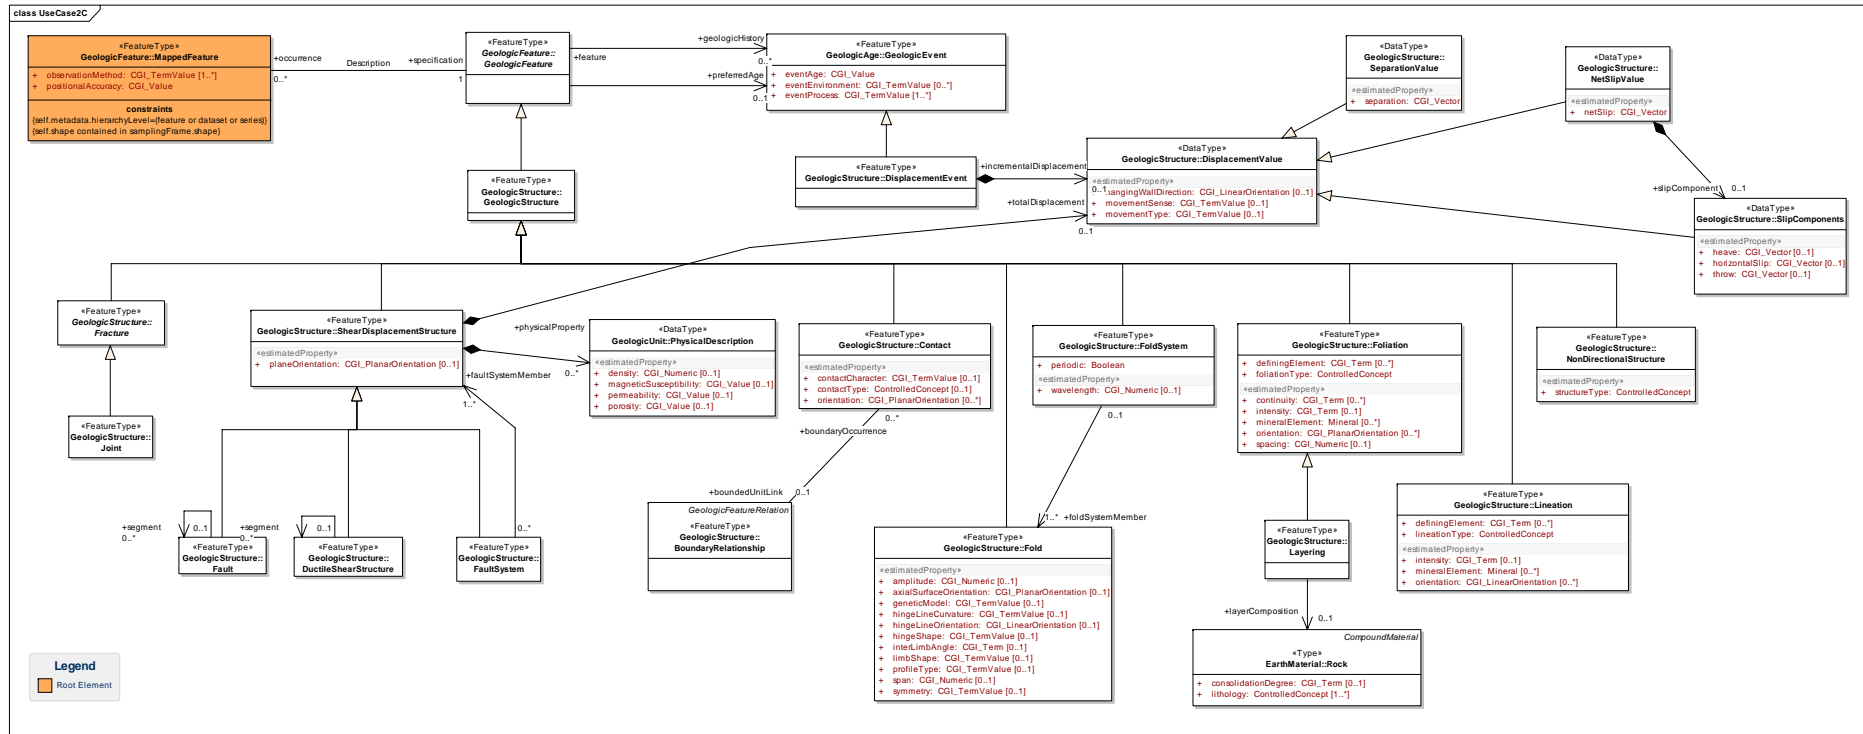 class UseCase2C
«FeatureType»
GeologicFeature::MappedFeature
+ observationMethod: CGI_TermValue [1..*]
+ positionalAccuracy: CGI_Value
constraints
{self.metadata.hierarchyLevel=(feature or dataset or series)}
{self.shape contained in samplingFrame.shape}
+occurrence
0..*
Description
+specification
1
«FeatureType»
GeologicFeature::
GeologicFeature
+geologicHistory
0..*
+feature
+preferredAge
0..1
«FeatureType»
GeologicAge::GeologicEvent
+ eventAge: CGI_Value
+ eventEnvironment: CGI_TermValue [0..*]
+ eventProcess: CGI_TermValue [1..*]
«DataType»
GeologicStructure::
SeparationValue
«estimatedProperty»
+ separation: CGI_Vector
«DataType»
GeologicStructure::
NetSlipValue
«estimatedProperty»
+ netSlip: CGI_Vector
«FeatureType»
GeologicStructure::DisplacementEvent
+incrementalDisplacement
0..1
«DataType»
GeologicStructure::DisplacementValue
«estimatedProperty»
hangingWallDirection: CGI_LinearOrientation [0..1]
+ movementSense: CGI_TermValue [0..1]
+ movementType: CGI_TermValue [0..1]
+totalDisplacement
0..1
+slipComponent
0..1
«DataType»
GeologicStructure::SlipComponents
«estimatedProperty»
+ heave: CGI_Vector [0..1]
+ horizontalSlip: CGI_Vector [0..1]
+ throw: CGI_Vector [0..1]
«FeatureType»
GeologicStructure::
GeologicStructure
«FeatureType»
GeologicStructure::
Fracture
«FeatureType»
GeologicStructure::ShearDisplacementStructure
«estimatedProperty»
+ planeOrientation: CGI_PlanarOrientation [0..1]
+physicalProperty
0..*
+faultSystemMember
1..*
«DataType»
GeologicUnit::PhysicalDescription
«estimatedProperty»
+ density: CGI_Numeric [0..1]
+ magneticSusceptibility: CGI_Value [0..1]
+ permeability: CGI_Value [0..1]
+ porosity: CGI_Value [0..1]
«FeatureType»
GeologicStructure::Contact
«estimatedProperty»
+ contactCharacter: CGI_TermValue [0..1]
+ contactType: ControlledConcept [0..1]
+ orientation: CGI_PlanarOrientation [0..*]
0..*
+boundaryOccurrence
+boundedUnitLink
0..1
«FeatureType»
GeologicStructure::FoldSystem
+ periodic: Boolean
«estimatedProperty»
+ wavelength: CGI_Numeric [0..1]
0..1
1..*
+foldSystemMember
«FeatureType»
GeologicStructure::Foliation
+ definingElement: CGI_Term [0..*]
+ foliationType: ControlledConcept
«estimatedProperty»
+ continuity: CGI_Term [0..*]
+ intensity: CGI_Term [0..1]
+ mineralElement: Mineral [0..*]
+ orientation: CGI_PlanarOrientation [0..*]
+ spacing: CGI_Numeric [0..1]
«FeatureType»
GeologicStructure::
NonDirectionalStructure
«estimatedProperty»
+ structureType: ControlledConcept
«FeatureType»
GeologicStructure::
Joint
+segment
0..*
0..1
«FeatureType»
GeologicStructure::
Fault
+segment
0..*
0..1
«FeatureType»
GeologicStructure::
DuctileShearStructure
0..*
«FeatureType»
GeologicStructure::
FaultSystem
GeologicFeatureRelation
«FeatureType»
GeologicStructure::
BoundaryRelationship
«FeatureType»
GeologicStructure::Fold
«estimatedProperty»
+ amplitude: CGI_Numeric [0..1]
+ axialSurfaceOrientation: CGI_PlanarOrientation [0..1]
+ geneticModel: CGI_TermValue [0..1]
+ hingeLineCurvature: CGI_TermValue [0..1]
+ hingeLineOrientation: CGI_LinearOrientation [0..1]
+ hingeShape: CGI_TermValue [0..1]
+ interLimbAngle: CGI_Term [0..1]
+ limbShape: CGI_TermValue [0..1]
+ profileType: CGI_TermValue [0..1]
+ span: CGI_Numeric [0..1]
+ symmetry: CGI_TermValue [0..1]
«FeatureType»
GeologicStructure::
Layering
+layerComposition
0..1
«FeatureType»
GeologicStructure::Lineation
+ definingElement: CGI_Term [0..*]
+ lineationType: ControlledConcept
«estimatedProperty»
+ intensity: CGI_Term [0..1]
+ mineralElement: Mineral [0..*]
+ orientation: CGI_LinearOrientation [0..*]
CompoundMaterial
«Type»
EarthMaterial::Rock
+ consolidationDegree: CGI_Term [0..1]
+ lithology: ControlledConcept [1..*]
Legend
Root Element